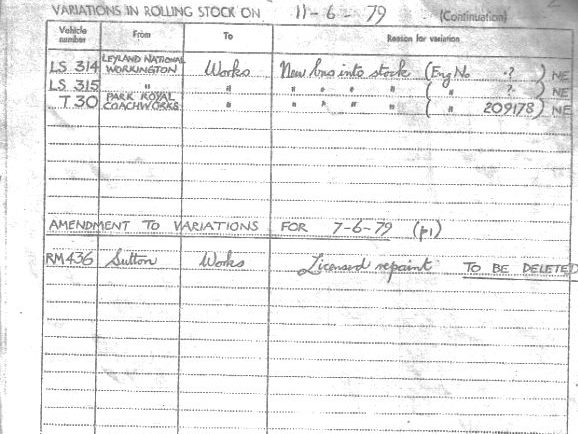 VARIATIONS IN ROLLING STOCK ON 11-6-79 (Continuation)
Vehicle number From To Reason for variation
LS 314 LEYLAND NATIONAL WORKINGTON Works New bus into stock (Eng No ? ) NE
LS 315 " " " " " " ( " ? ) NE
T 30 PARK ROYAL COACHWORKS " " " " " ( " 209178) NE
AMENDMENT TO VARIATIONS FOR 7-6-79 (p1)
RM436 Sutton Works Licensed repaint TO BE DELETED